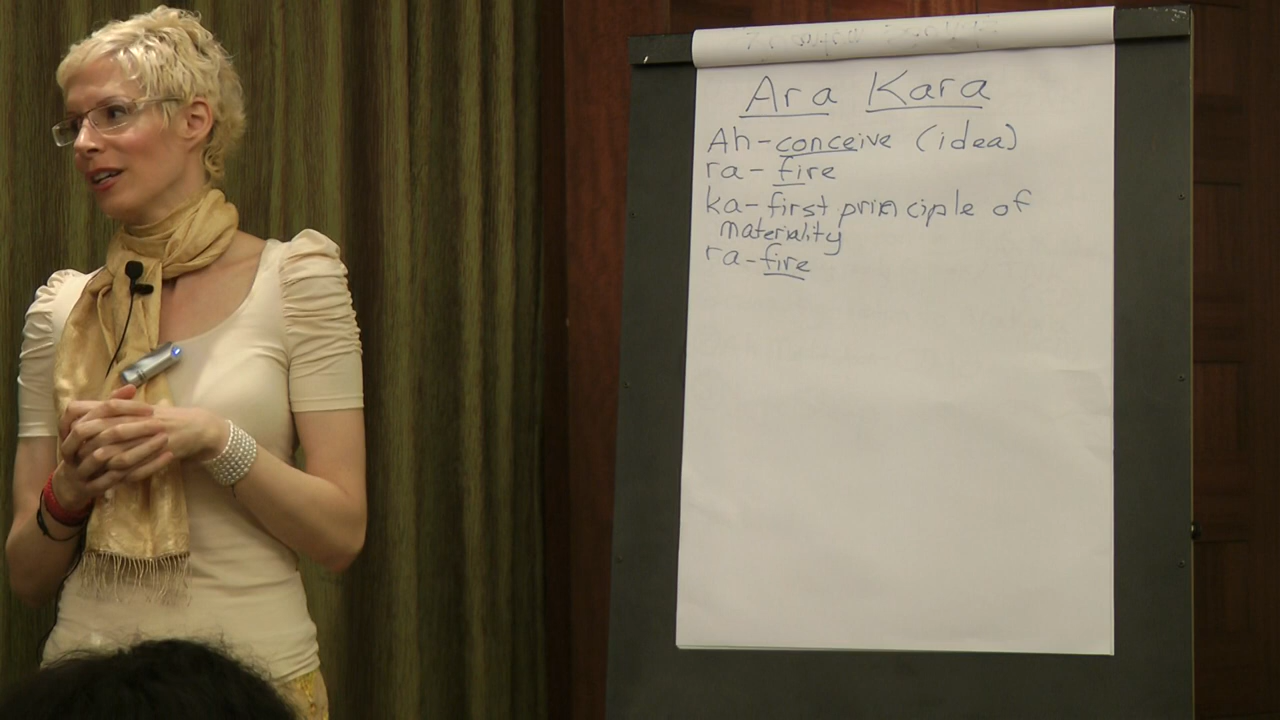 Ara Kara
Ah-conceive (idea)
ra-fire
ka-first principle of
materiality
ra-fire